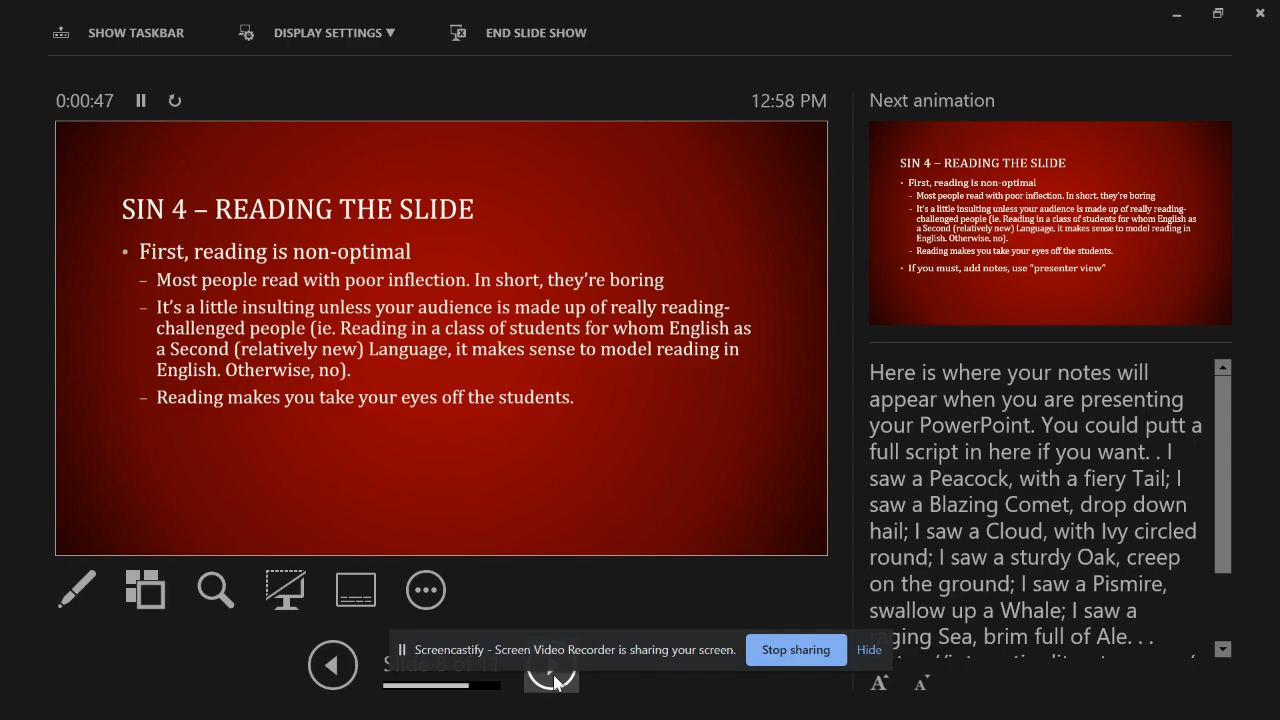 SHOW TASKBAR
DISPLAY SETTINGS ▼
END SLIDE SHOW
0:00:47
12:58 PM
SIN 4 – READING THE SLIDE
• First, reading is non-optimal
– Most people read with poor inflection. In short, they're boring
– It's a little insulting unless your audience is made up of really reading-
challenged people (ie. Reading in a class of students for whom English as
a Second (relatively new) Language, it makes sense to model reading in
English. Otherwise, no).
– Reading makes you take your eyes off the students.
Next animation
SIN 4 – READING THE SLIDE
• First, reading is non-optimal
– Most people read with poor inflection. In short, they're boring
– It's a little insulting unless your audience is made up of really reading-
challenged people (ie. Reading in a class of students for whom English as
a Second (relatively new) Language, it makes sense to model reading in
English. Otherwise, no).
– Reading makes you take your eyes off the students.
• If you must, add notes, use "presenter view"
Here is where your notes will
appear when you are presenting
your PowerPoint. You could putt a
full script in here if you want. . I
saw a Peacock, with a fiery Tail; I
saw a Blazing Comet, drop down
hail; I saw a Cloud, with Ivy circled
round; I saw a sturdy Oak, creep
on the ground; I saw a Pismire,
swallow up a Whale; I saw a
raging Sea, brim full of Ale. . .
Screencastify - Screen Video Recorder is sharing your screen.
Stop sharing
Hide
Slide 8 of 11
A
A